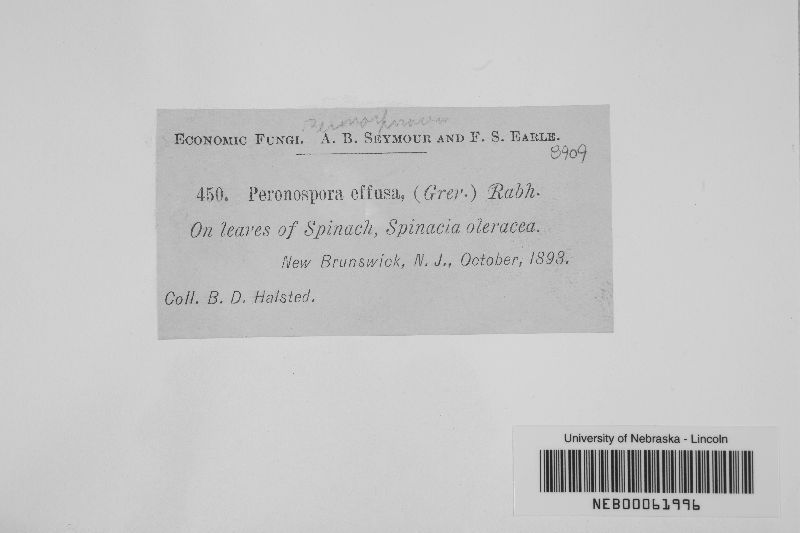 Economic Fungi. A. B. Seymour and F. S. Earle.
8909
450. Peronospora effusa, (Grev.) Rabh.
On leaves of Spinach, Spinacia oleracea.
New Brunswick, N. J., October, 1893.
Coll. B. D. Halsted.
University of Nebraska - Lincoln
NEB00061996